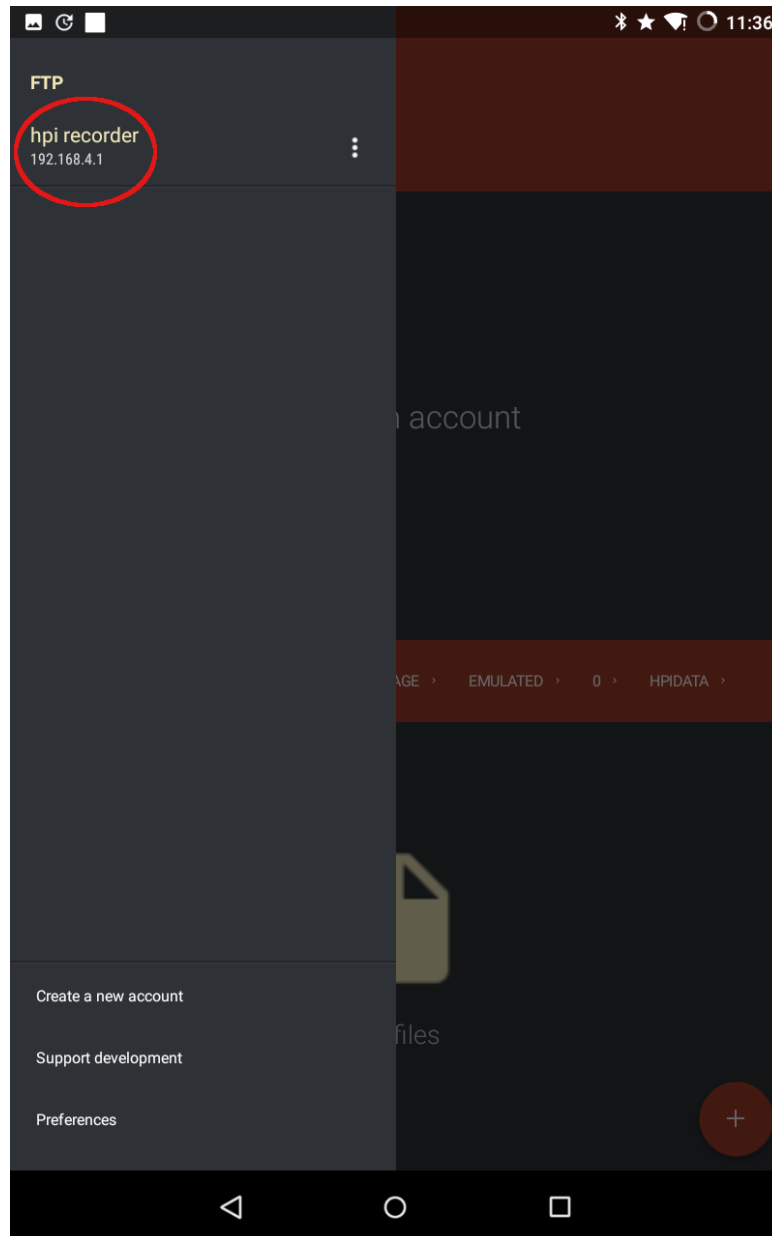 11:36
FTP
hpi recorder
192.168.4.1
account
EMULATED > 0 > HPIDATA >
files
Create a new account
Support development
Preferences